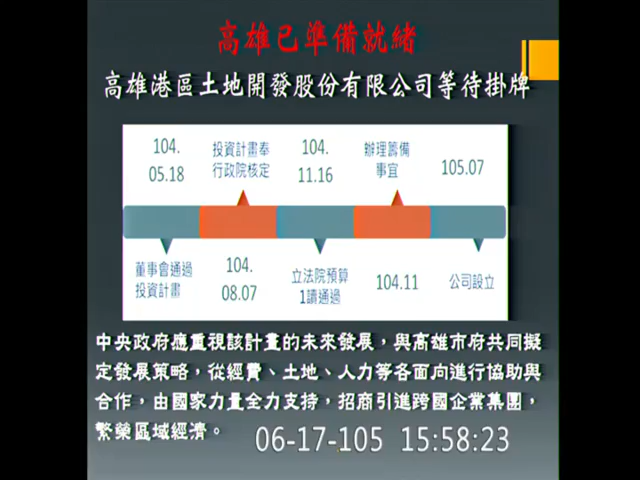 高雄已準備就緒
高雄港區土地開發股份有限公司等待掛牌
104.
05.18
投資計畫奉
行政院核定
104.
11.16
辦理籌備
事宜
105.07
董事會通過
投資計畫
104.
08.07
立法院預算
1讀通過
104.11
公司設立
中央政府應重視該計畫的未來發展，與高雄市府共同擬
定發展策略，從經費、土地、人力等各面向進行協助與
合作，由國家力量全力支持，招商引進跨國企業集團，
繁榮區域經濟。
06-17-105 15:58:23